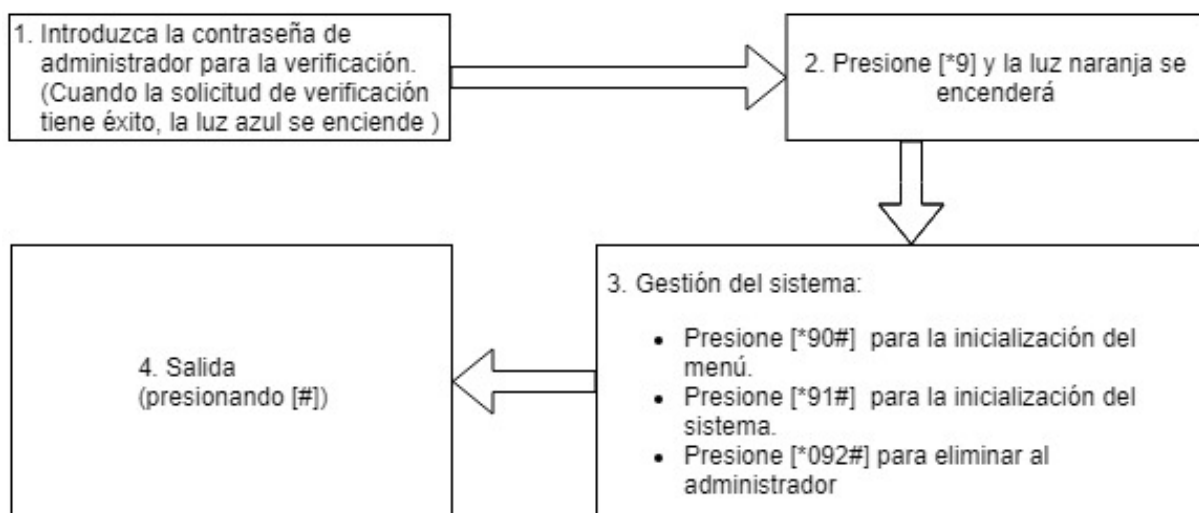 1. Introduzca la contraseña de
administrador para la verificación.
(Cuando la solicitud de verificación
tiene éxito, la luz azul se enciende )
2. Presione [*9] y la luz naranja se
encenderá
3. Gestión del sistema:
• Presione [*90#]  para la inicialización del
menú.
• Presione [*91#]  para la inicialización del
sistema.
• Presione [*092#] para eliminar al
administrador
4. Salida
(presionando [#])